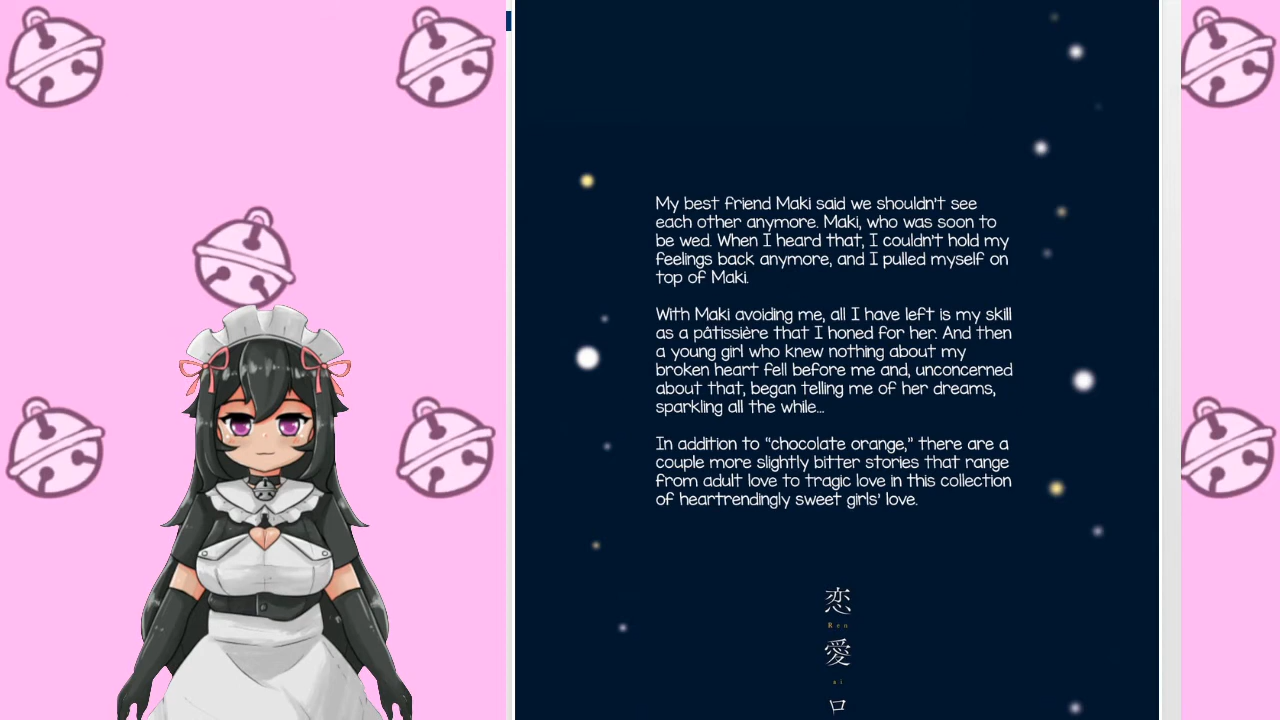 My best friend Maki said we shouldn't see
each other anymore. Maki, who was soon to
be wed. When I heard that, I couldn't hold my
feelings back anymore, and I pulled myself on
top of Maki.
With Maki avoiding me, all I have left is my skill
as a pâtissière that I honed for her. And then
a young girl who knew nothing about my
broken heart fell before me and, unconcerned
about that, began telling me of her dreams,
sparkling all the while...
In addition to “chocolate orange,” there are a
couple more slightly bitter stories that range
from adult love to tragic love in this collection
of heartrendingly sweet girls' love.
恋
Ren
愛
ai